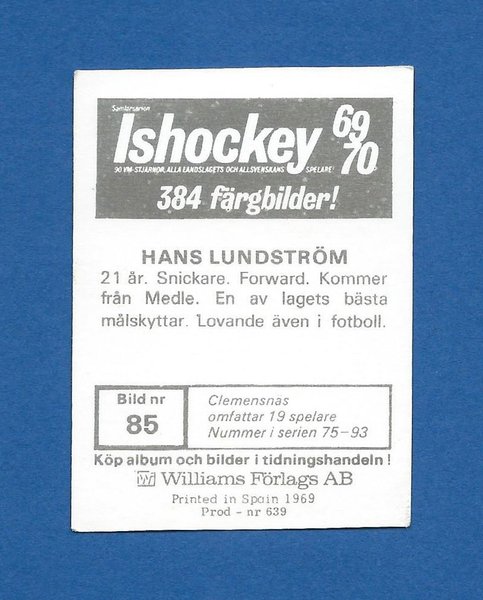 Samlarserien
Ishockey 69
70
90 VM-STJÄRNOR, ALLA LANDSLAGETS OCH ALLSVENSKANS SPELARE!
384 färgbilder!
HANS LUNDSTRÖM
21 år. Snickare. Forward. Kommer
från Medle. En av lagets bästa
målskyttar. Lovande även i fotboll.
Bild nr
85
Clemensnäs
omfattar 19 spelare
Nummer i serien 75-93
Köp album och bilder i tidningshandeln!
W Williams Förlags AB
Printed in Spain 1969
Prod - nr 639